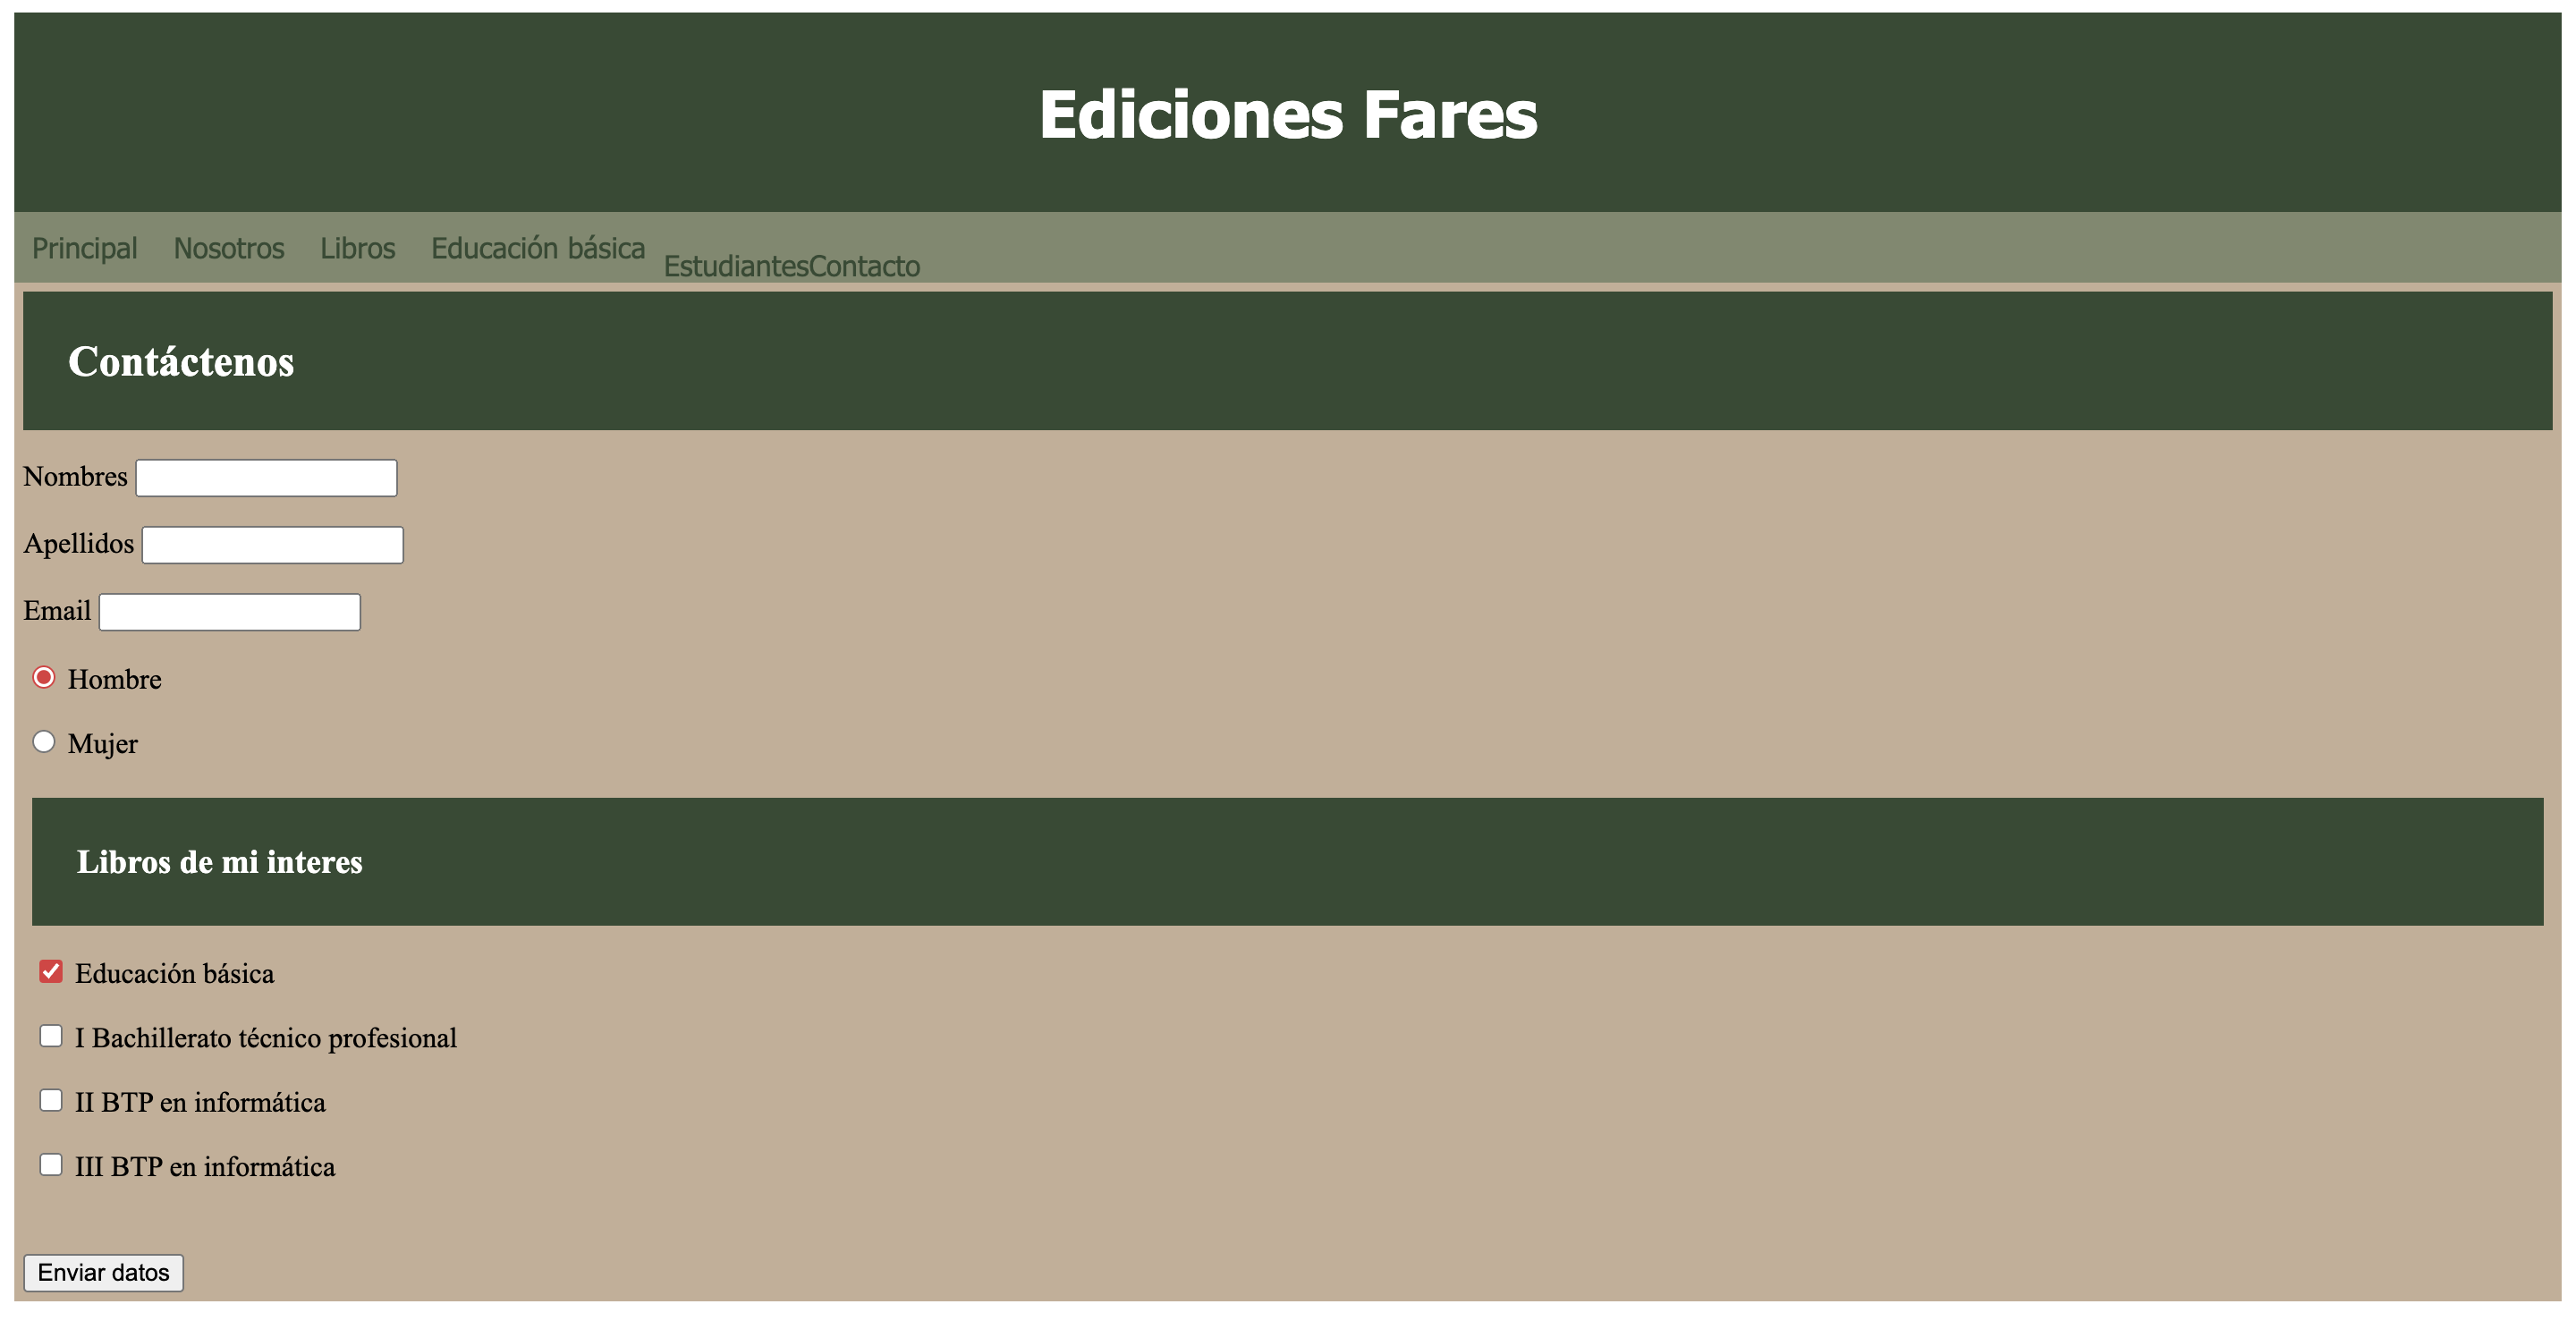 Ediciones Fares
Principal Nosotros Libros Educación básica EstudiantesContacto
Contáctenos
Nombres
Apellidos
Email
Hombre
Mujer
Libros de mi interes
Educación básica
I Bachillerato técnico profesional
II BTP en informática
III BTP en informática
Enviar datos